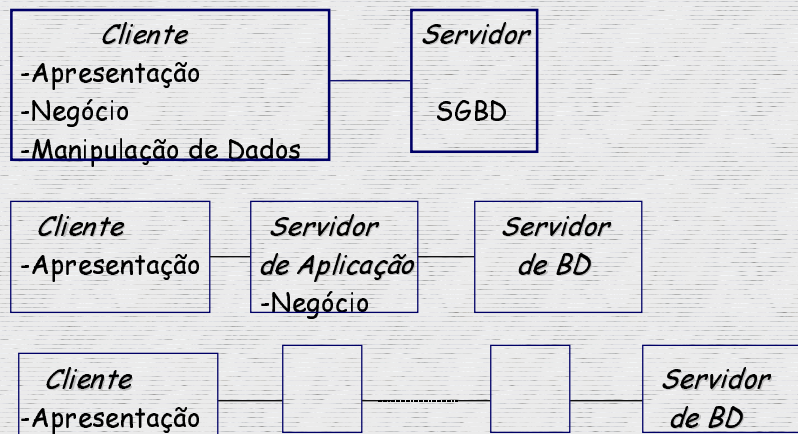 Cliente
-Apresentação
-Negócio
-Manipulação de Dados
Servidor
SGBD
Cliente
-Apresentação
Servidor
de Aplicação
-Negócio
Servidor
de BD
Cliente
-Apresentação
Servidor
de BD